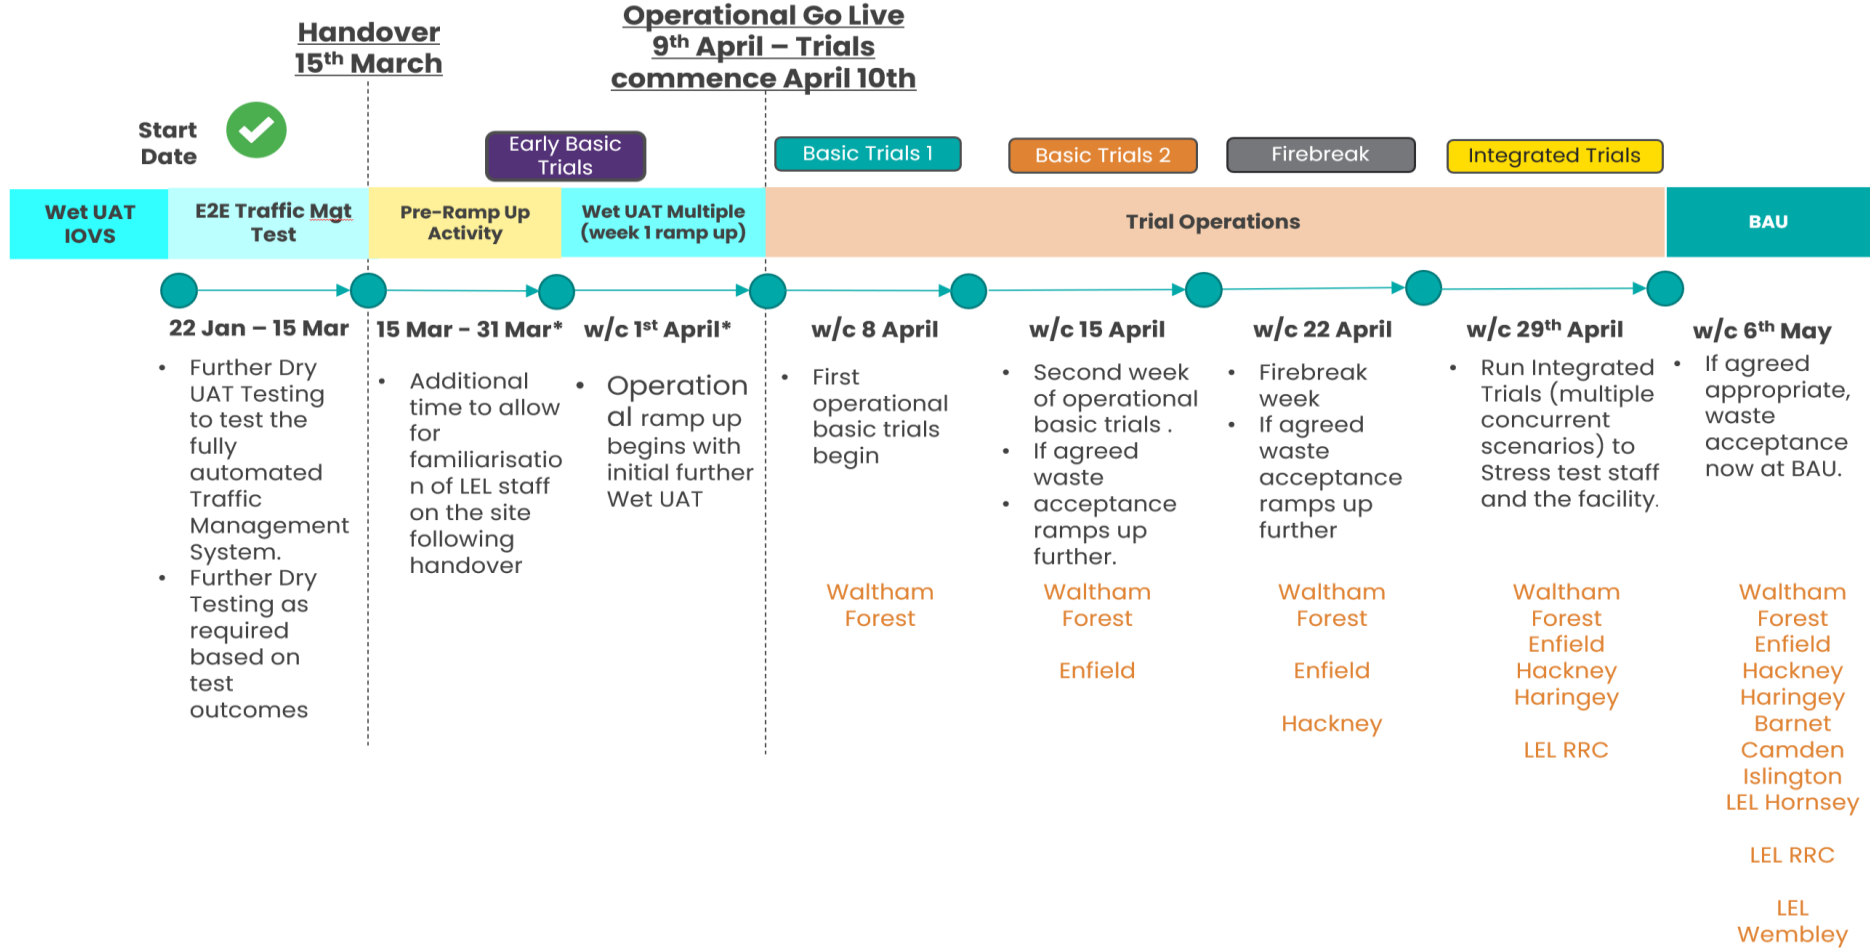 Handover
15th March
Operational Go Live
9th April – Trials
commence April 10th
Start
Date
Early Basic
Trials
Basic Trials 1
Basic Trials 2
Firebreak
Integrated Trials
Wet UAT
IOVS
E2E Traffic Mgt
Test
Pre-Ramp Up
Activity
Wet UAT Multiple
(week 1 ramp up)
Trial Operations
BAU
22 Jan – 15 Mar
• Further Dry
UAT Testing
to test the
fully
automated
Traffic
Management
System.
• Further Dry
Testing as
required
based on
test
outcomes
15 Mar - 31 Mar*
• Additional
time to allow
for
familiarisatio
n of LEL staff
on the site
following
handover
w/c 1st April*
• Operation
al ramp up
begins with
initial further
Wet UAT
w/c 8 April
• First
operational
basic trials
begin
Waltham
Forest
w/c 15 April
• Second week
of operational
basic trials .
• If agreed
waste
• acceptance
ramps up
further.
Waltham
Forest
Enfield
w/c 22 April
• Firebreak
week
• If agreed
waste
acceptance
ramps up
further
Waltham
Forest
Enfield
Hackney
w/c 29th April
• Run Integrated
Trials (multiple
concurrent
scenarios) to
Stress test staff
and the facility.
Waltham
Forest
Enfield
Hackney
Haringey
LEL RRC
w/c 6th May
• If agreed
appropriate,
waste
acceptance
now at BAU.
Waltham
Forest
Enfield
Hackney
Haringey
Barnet
Camden
Islington
LEL Hornsey
LEL RRC
LEL
Wembley